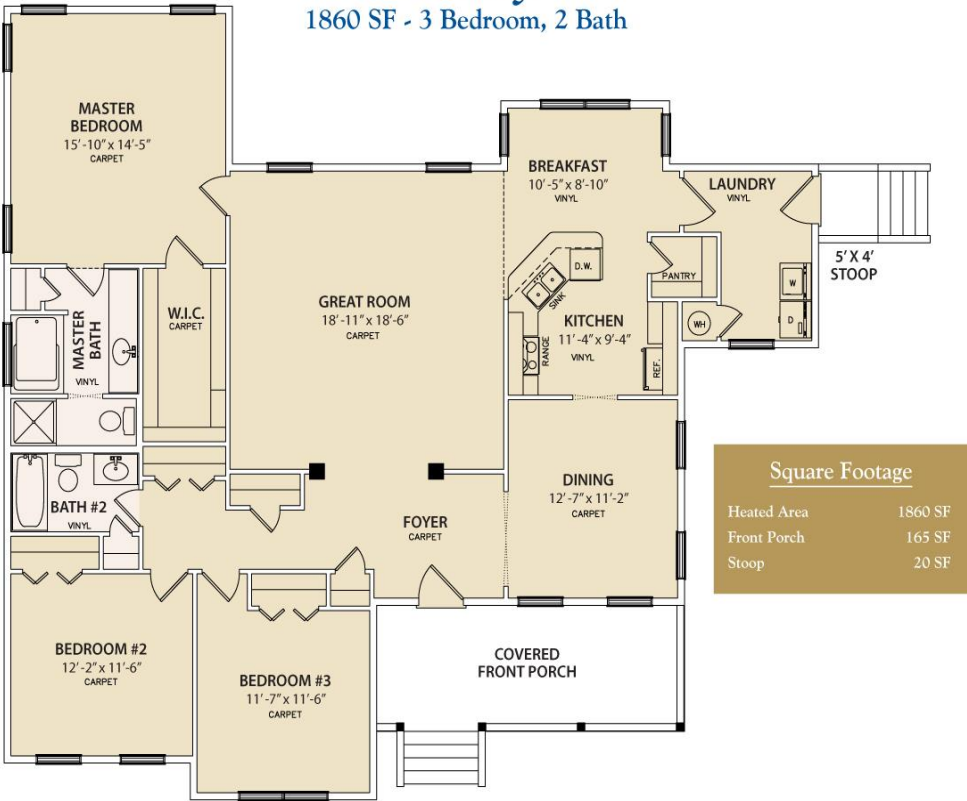 1860 SF - 3 Bedroom, 2 Bath
MASTER
BEDROOM
15'-10" x 14'-5"
CARPET
BREAKFAST
10'-5" x 8'-10"
VINYL
LAUNDRY
VINYL
5' X 4'
STOOP
PANTRY
W
D
WH
D.W.
SINK
KITCHEN
11'-4" x 9'-4"
VINYL
RANGE
REF.
GREAT ROOM
18'-11" x 18'-6"
CARPET
W.I.C.
CARPET
MASTER
BATH
VINYL
BATH #2
VINYL
FOYER
CARPET
DINING
12'-7" x 11'-2"
CARPET
Square Footage
Heated Area 1860 SF
Front Porch 165 SF
Stoop 20 SF
BEDROOM #2
12'-2" x 11'-6"
CARPET
BEDROOM #3
11'-7" x 11'-6"
CARPET
COVERED
FRONT PORCH